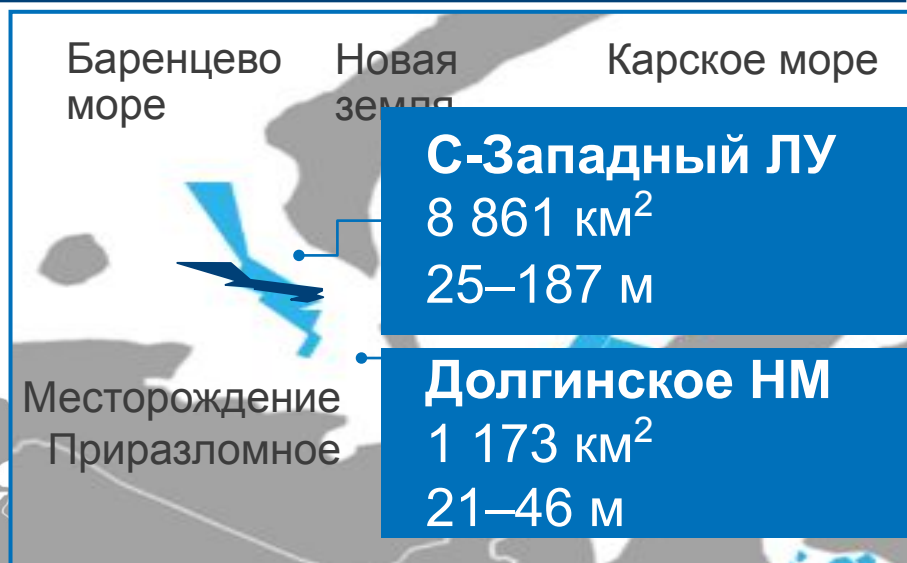 Баренцево
море
Новая
земля
Карское море
С-Западный ЛУ
8 861 км²
25–187 м
Долгинское НМ
1 173 км²
21–46 м
Месторождение
Приразломное